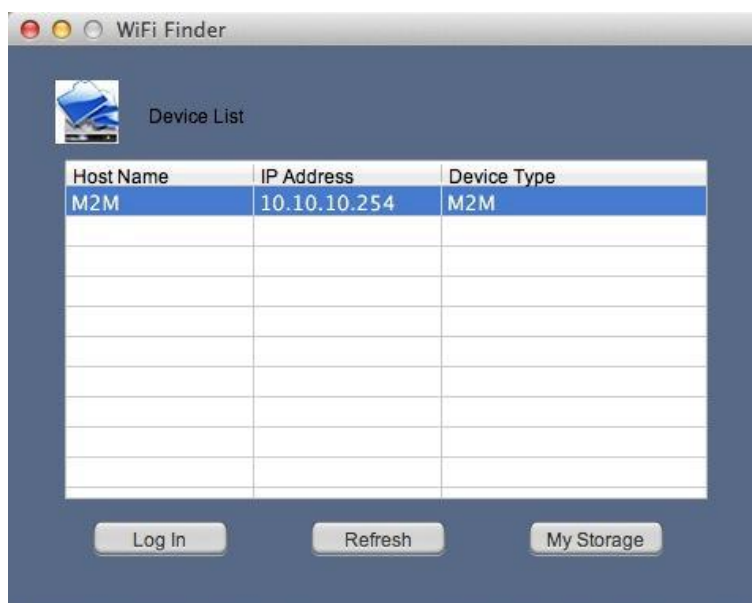 WiFi Finder
Device List
Host Name IP Address Device Type
M2M 10.10.10.254 M2M
Log In Refresh My Storage